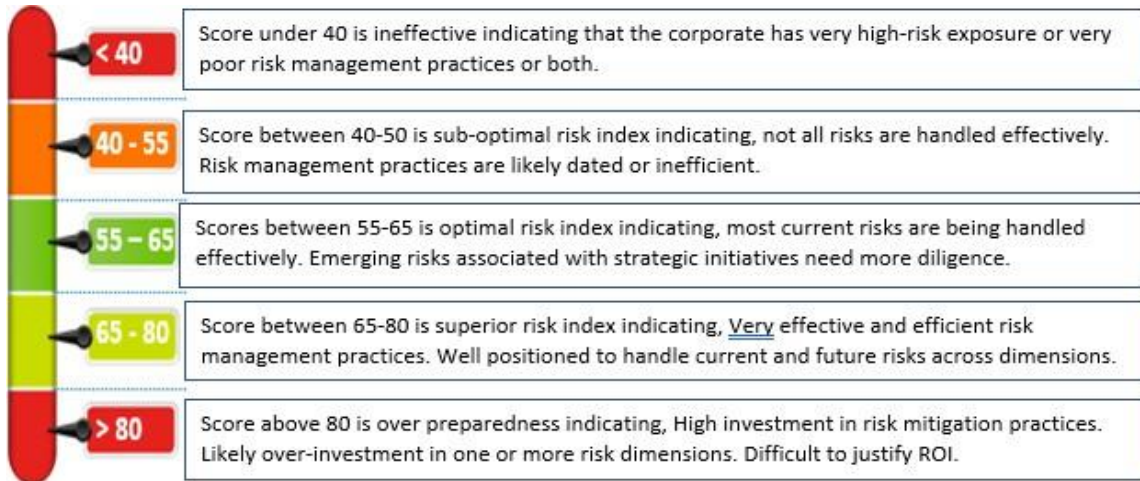 < 40
Score under 40 is ineffective indicating that the corporate has very high-risk exposure or very
poor risk management practices or both.
40 - 55
Score between 40-50 is sub-optimal risk index indicating, not all risks are handled effectively.
Risk management practices are likely dated or inefficient.
55 – 65
Scores between 55-65 is optimal risk index indicating, most current risks are being handled
effectively. Emerging risks associated with strategic initiatives need more diligence.
65 - 80
Score between 65-80 is superior risk index indicating, Very effective and efficient risk
management practices. Well positioned to handle current and future risks across dimensions.
> 80
Score above 80 is over preparedness indicating, High investment in risk mitigation practices.
Likely over-investment in one or more risk dimensions. Difficult to justify ROI.